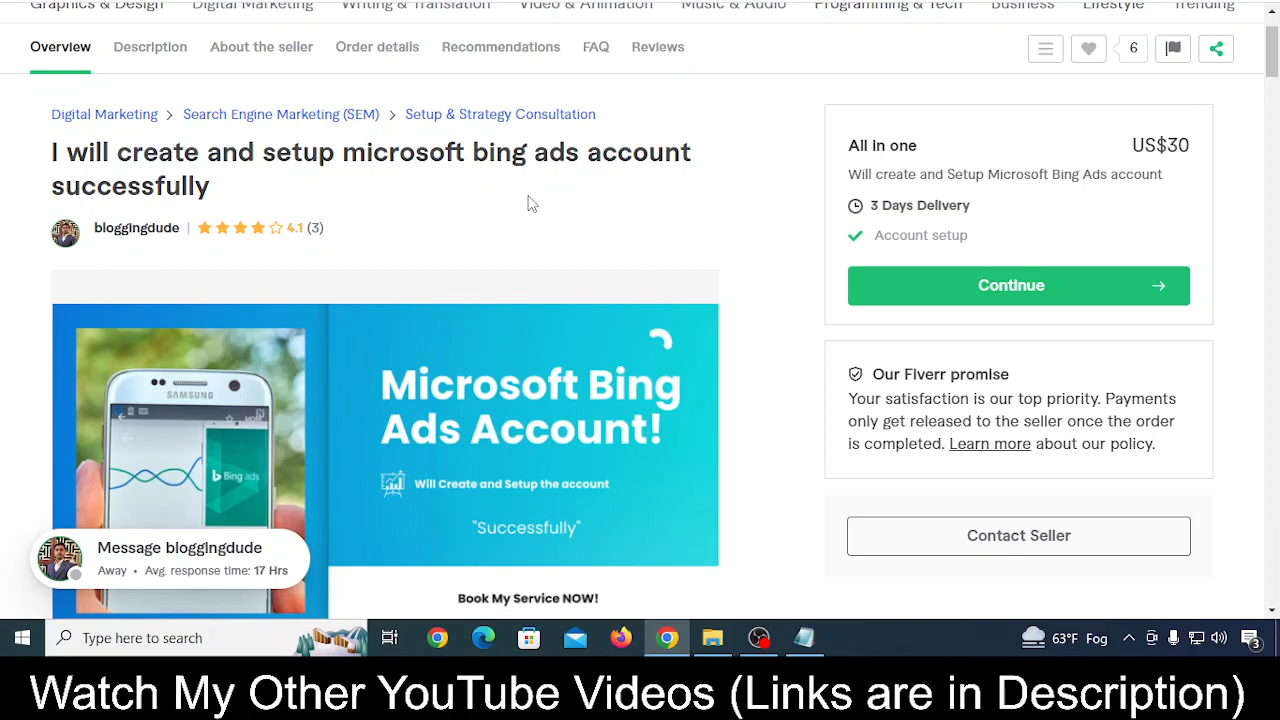 Graphics & Design Digital Marketing Writing & Translation Video & Animation Music & Audio Programming & Tech Business Lifestyle Trending
Overview Description About the seller Order details Recommendations FAQ Reviews 6
Digital Marketing > Search Engine Marketing (SEM) > Setup & Strategy Consultation
I will create and setup microsoft bing ads account
successfully
bloggingdude | 4.1 (3)
All in one US$30
Will create and Setup Microsoft Bing Ads account
3 Days Delivery
Account setup
Continue →
Our Fiverr promise
Your satisfaction is our top priority. Payments
only get released to the seller once the order
is completed. Learn more about our policy.
Contact Seller
SAMSUNG
Bing ads
Microsoft Bing
Ads Account!
Will Create and Setup the account
"Successfully"
Book My Service NOW!
Message bloggingdude
Away • Avg. response time: 17 Hrs
Type here to search
63°F Fog
3
Watch My Other YouTube Videos (Links are in Description)